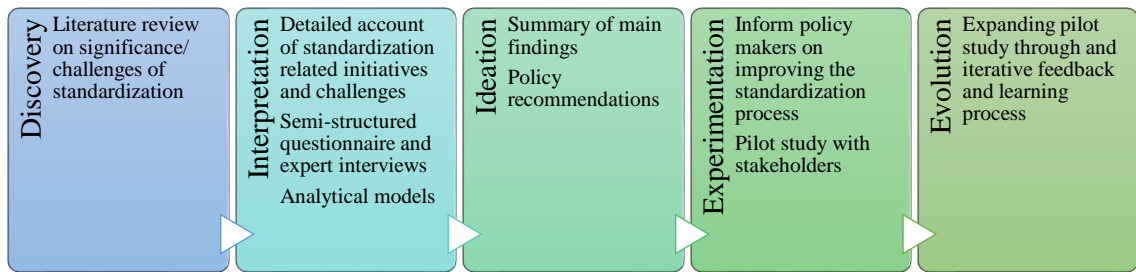 Discovery
Literature review
on significance/
challenges of
standardization
Interpretation
Detailed account
of standardization
related initiatives
and challenges
Semi-structured
questionnaire and
expert interviews
Analytical models
Ideation
Summary of main
findings
Policy
recommendations
Experimentation
Inform policy
makers on
improving the
standardization
process
Pilot study with
stakeholders
Evolution
Expanding pilot
study through and
iterative feedback
and learning
process